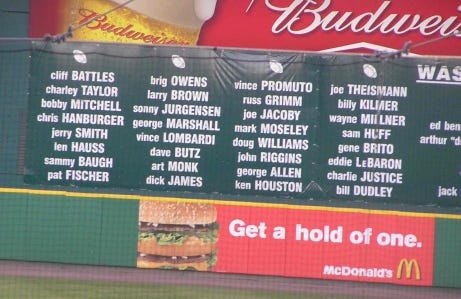 Budweiser
Budweiser
cliff BATTLES
charley TAYLOR
bobby MITCHELL
chris HANBURGER
jerry SMITH
len HAUSS
sammy BAUGH
pat FISCHER
brig OWENS
larry BROWN
sonny JURGENSEN
george MARSHALL
vince LOMBARDI
dave BUTZ
art MONK
dick JAMES
vince PROMUTO
russ GRIMM
joe JACOBY
mark MOSELEY
doug WILLIAMS
john RIGGINS
george ALLEN
ken HOUSTON
joe THEISMANN
billy KILMER
wayne MILLNER
sam HUFF
gene BRITO
eddie LeBARON
charlie JUSTICE
bill DUDLEY
WAS
ed ben
arthur "d
jack
Get a hold of one.
McDonald's